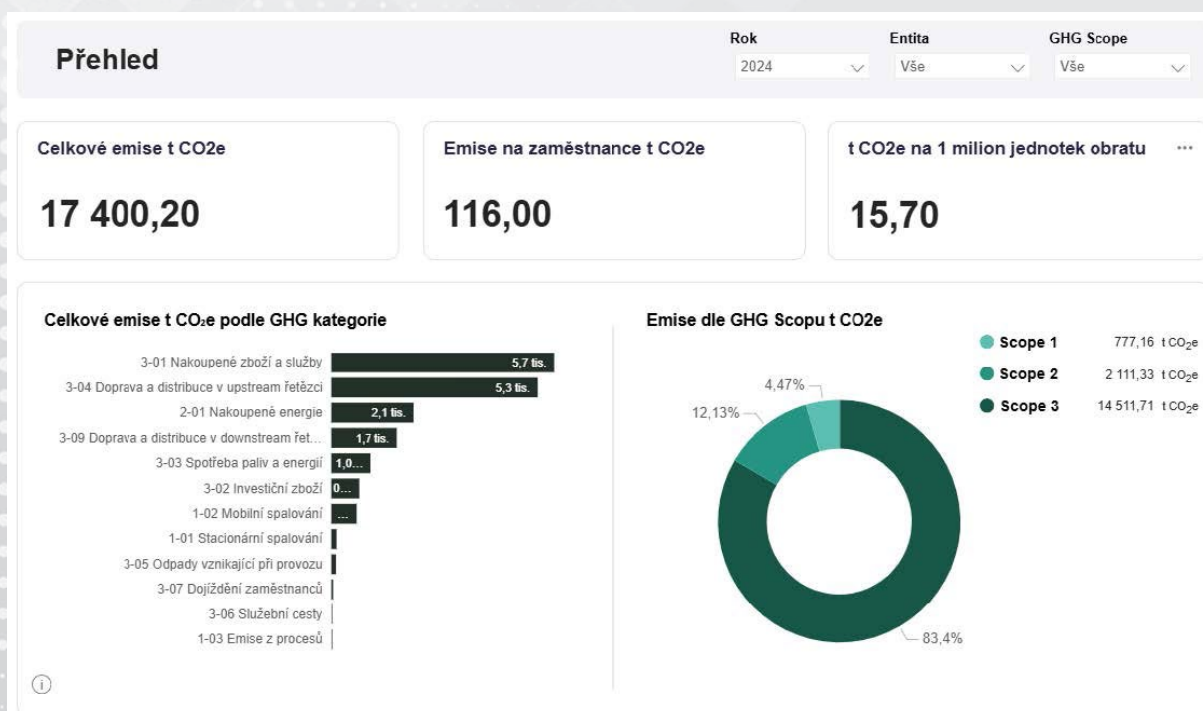 Přehled
Rok
2024
Entita
Vše
GHG Scope
Vše
Celkové emise t CO2e
17 400,20
Emise na zaměstnance t CO2e
116,00
t CO2e na 1 milion jednotek obratu
...
15,70
Celkové emise t CO₂e podle GHG kategorie
3-01 Nakoupené zboží a služby 5,7 tis.
3-04 Doprava a distribuce v upstream řetězci 5,3 tis.
2-01 Nakoupené energie 2,1 tis.
3-09 Doprava a distribuce v downstream řet... 1,7 tis.
3-03 Spotřeba paliv a energií 1,0...
3-02 Investiční zboží 0...
1-02 Mobilní spalování ...
1-01 Stacionární spalování
3-05 Odpady vznikající při provozu
3-07 Dojíždění zaměstnanců
3-06 Služební cesty
1-03 Emise z procesů
i
Emise dle GHG Scopu t CO2e
4,47%
12,13%
83,4%
Scope 1 777,16 t CO₂e
Scope 2 2 111,33 t CO₂e
Scope 3 14 511,71 t CO₂e